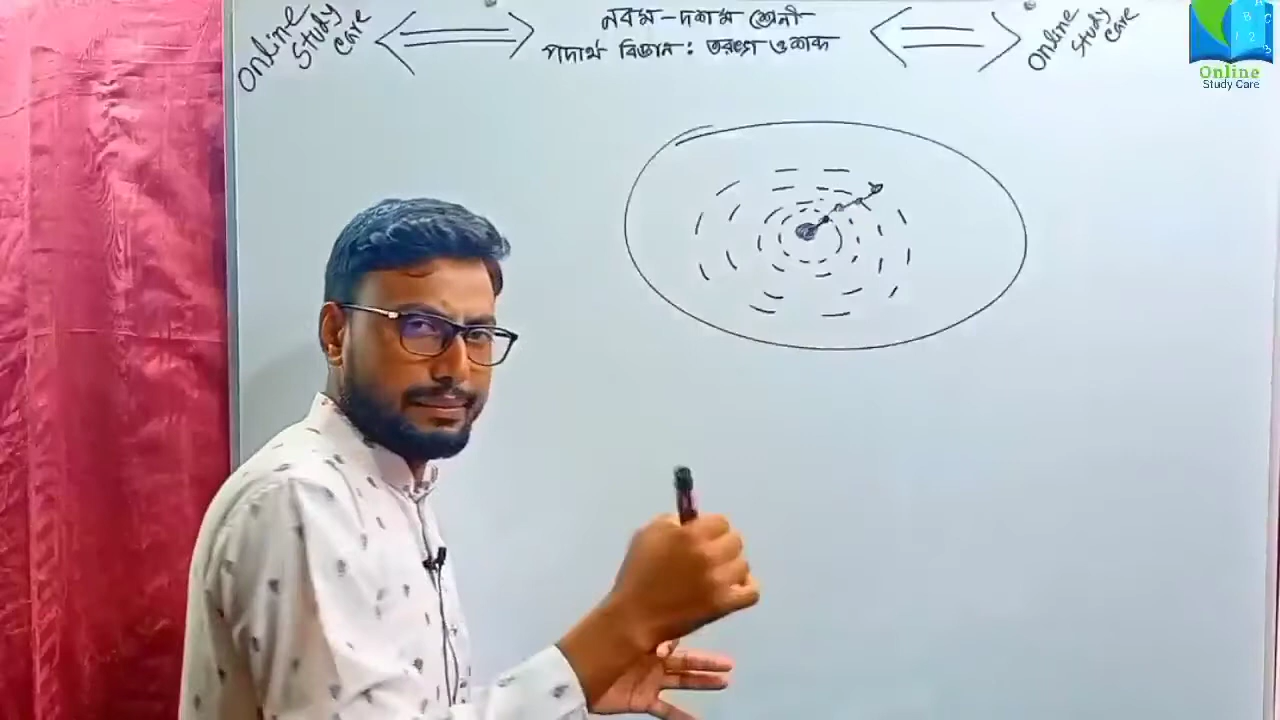 Online
Study
Care
নবম-দশম শ্রেনী
পদার্থ বিজ্ঞান : তরঙ্গ ও শব্দ
Online
Study
Care
Online
Study Care